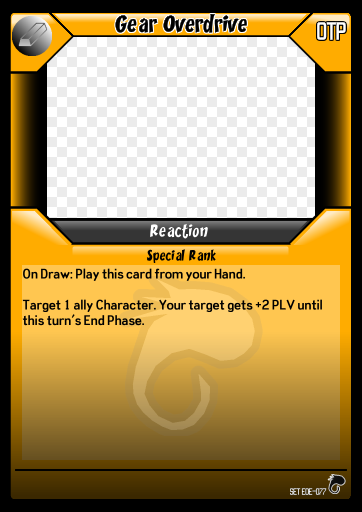 Gear Overdrive
OTP
Reaction
Special Rank
On Draw: Play this card from your Hand.
Target 1 ally Character. Your target gets +2 PLV until
this turn's End Phase.
SET EOE-077